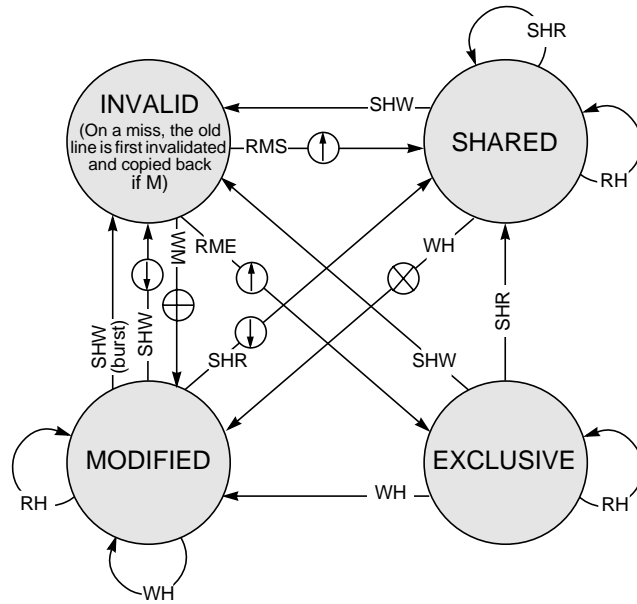 SHR
INVALID
(On a miss, the old
line is first invalidated
and copied back
if M)
SHW
RMS
SHARED
RH
WM
RME
WH
SHW
(burst)
SHW
SHR
SHW
SHR
MODIFIED
EXCLUSIVE
RH
WH
RH
WH